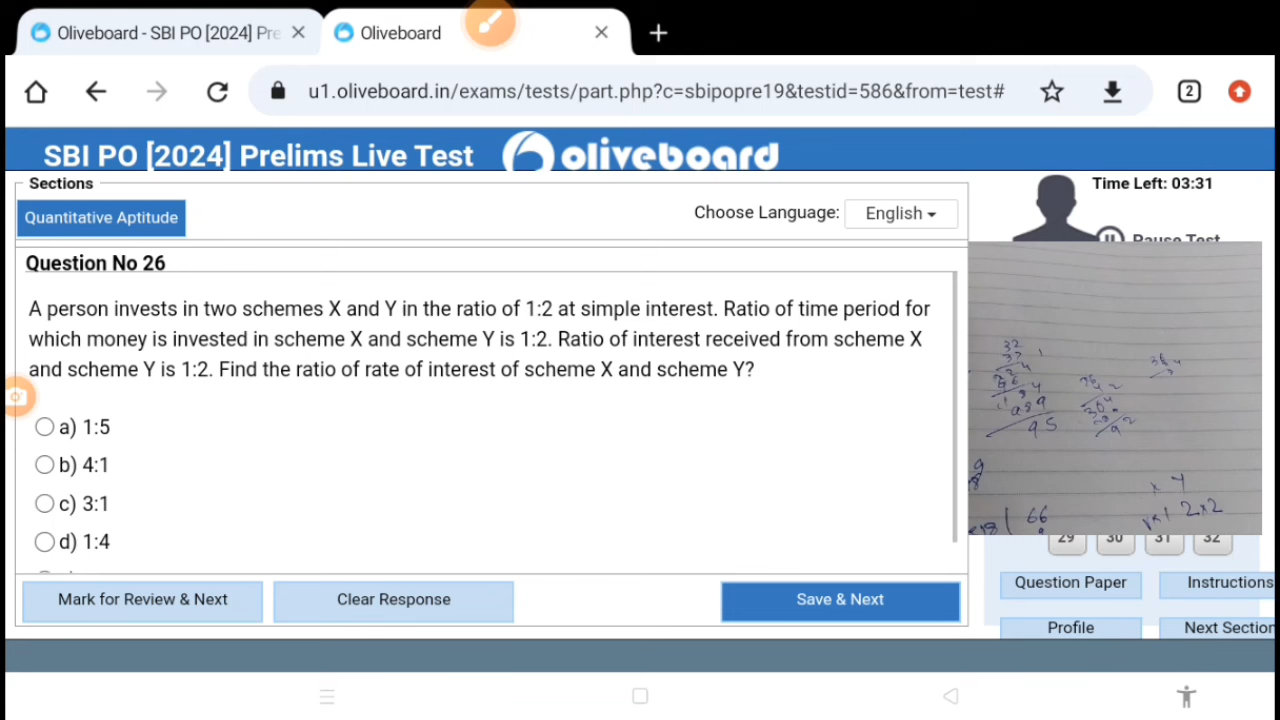 Oliveboard - SBI PO [2024] Pre
Oliveboard
u1.oliveboard.in/exams/tests/part.php?c=sbipopre19&testid=586&from=test#
2
SBI PO [2024] Prelims Live Test
oliveboard
Sections
Quantitative Aptitude
Choose Language:
English
Time Left: 03:31
Pause Test
Question No 26
A person invests in two schemes X and Y in the ratio of 1:2 at simple interest. Ratio of time period for
which money is invested in scheme X and scheme Y is 1:2. Ratio of interest received from scheme X
and scheme Y is 1:2. Find the ratio of rate of interest of scheme X and scheme Y?
a) 1:5
b) 4:1
c) 3:1
d) 1:4
32
66
x y
2x2
29 30 31 32
Mark for Review & Next
Clear Response
Save & Next
Question Paper
Instructions
Profile
Next Section